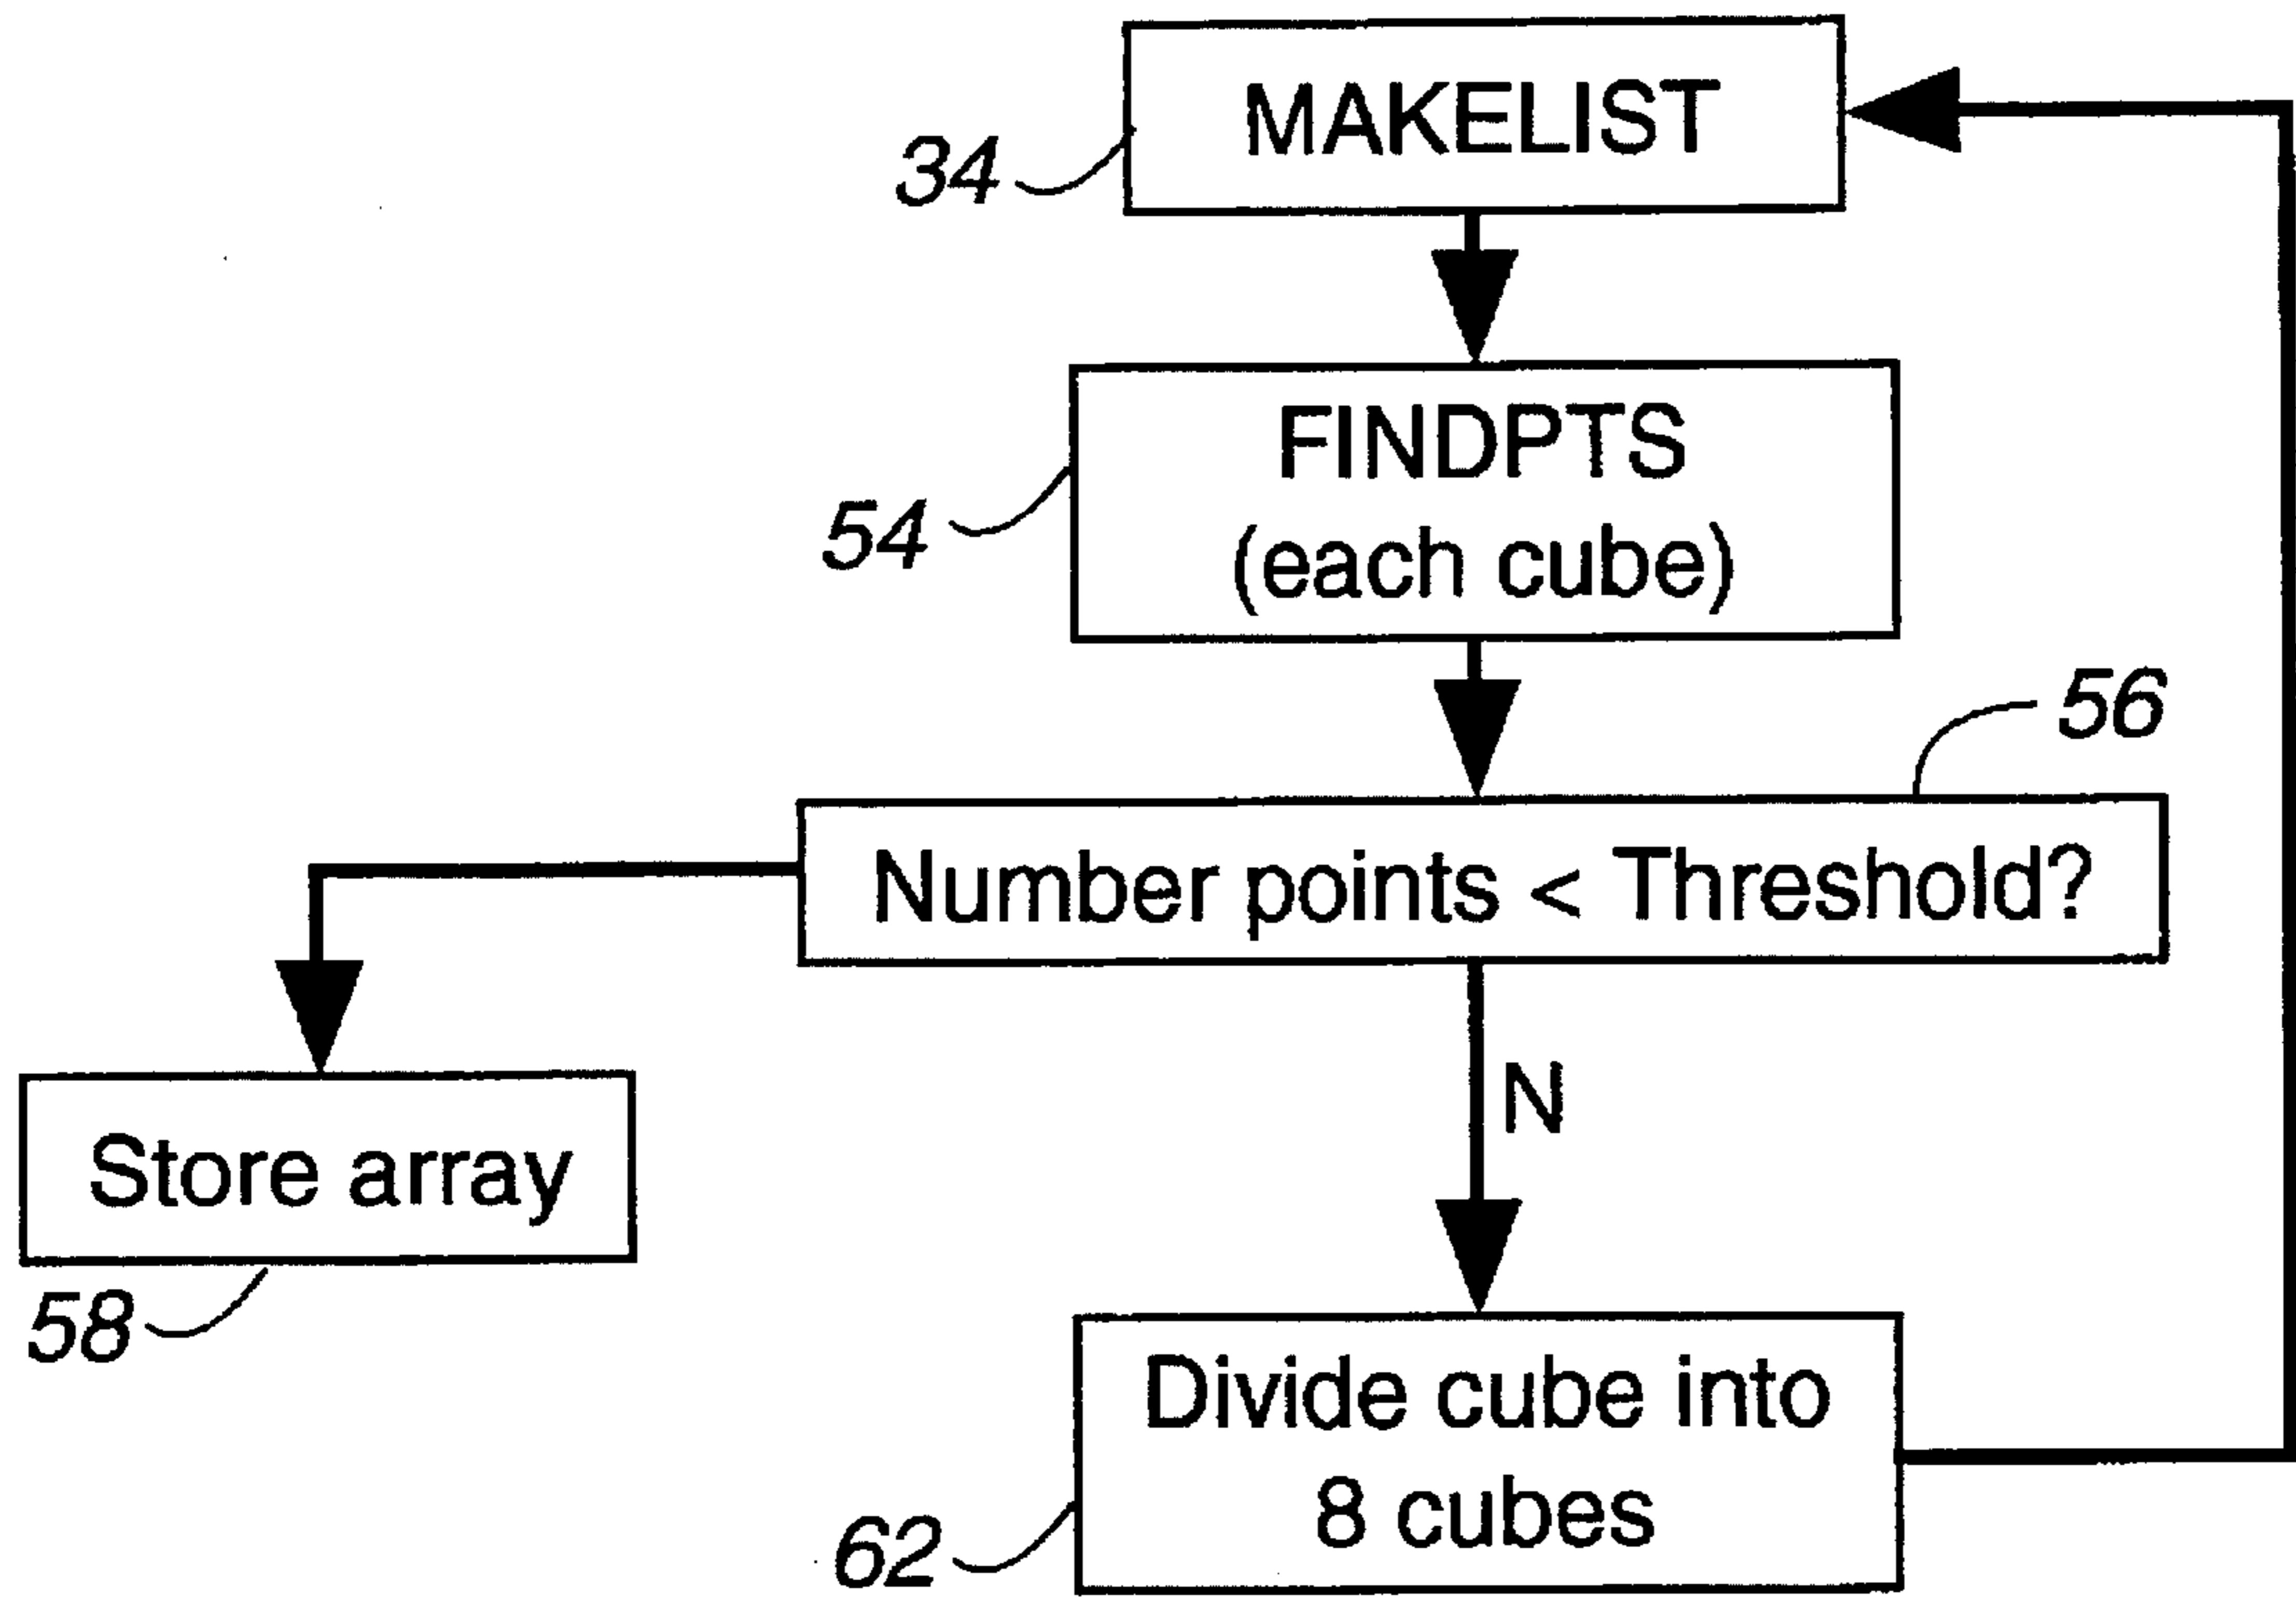 MAKELIST
34
FINDPTS
(each cube)
54
56
Number points < Threshold?
N
Store array
58
Divide cube into
8 cubes
62